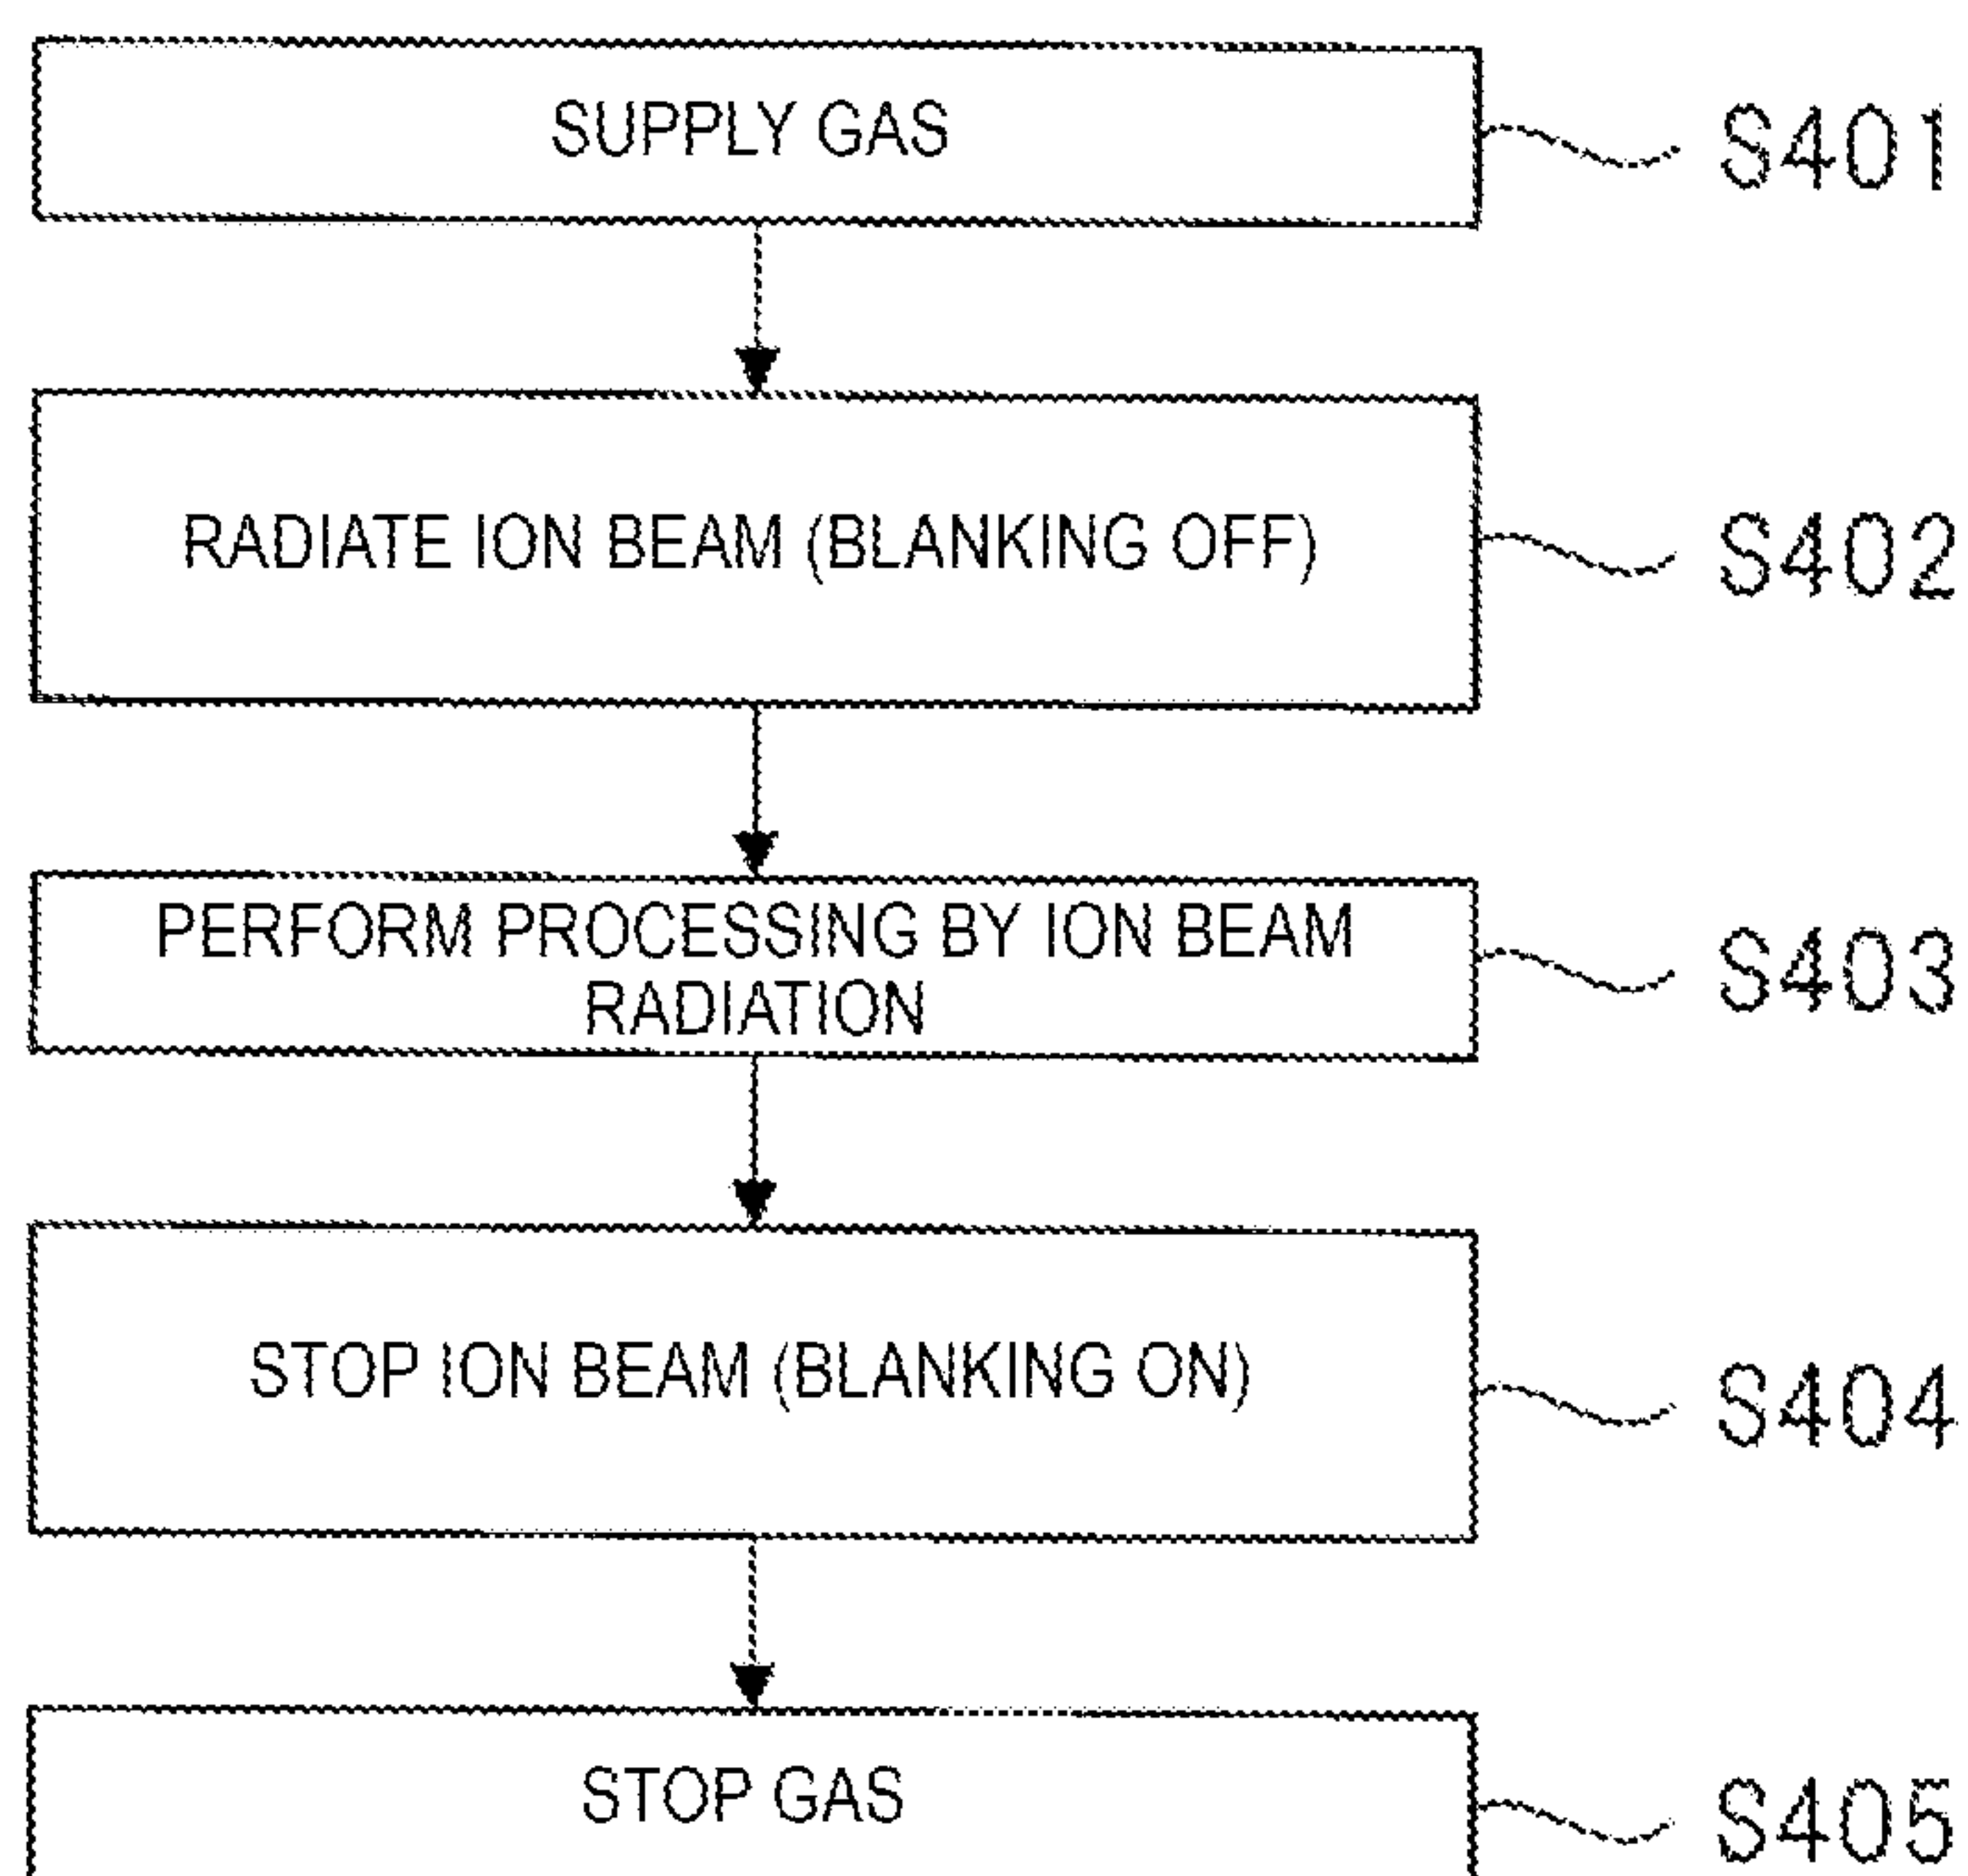 SUPPLY GAS
S401
RADIATE ION BEAM (BLANKING OFF)
S402
PERFORM PROCESSING BY ION BEAM
RADIATION
S403
STOP ION BEAM (BLANKING ON)
S404
STOP GAS
S405